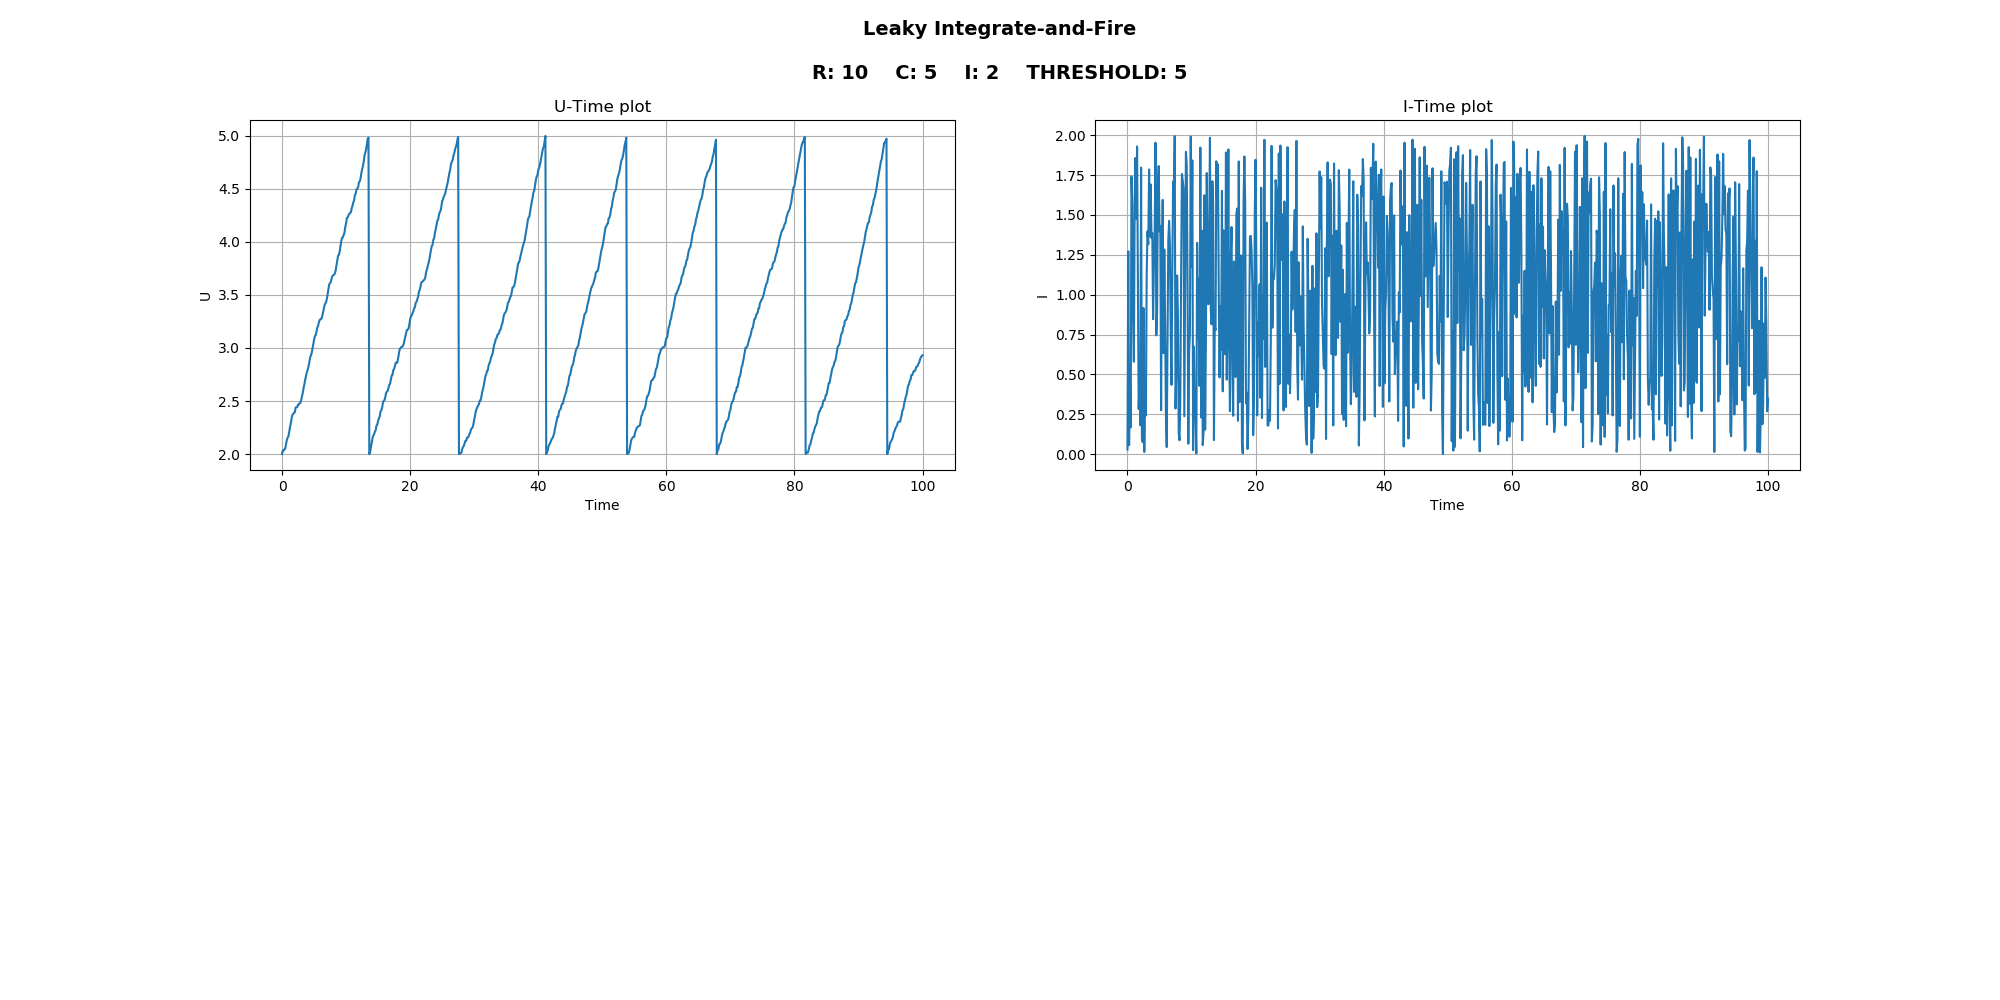 Leaky Integrate-and-Fire
R: 10    C: 5    I: 2    THRESHOLD: 5
U-Time plot
5.0
4.5
4.0
3.5
3.0
2.5
2.0
U
0 20 40 60 80 100
Time
I-Time plot
2.00
1.75
1.50
1.25
1.00
0.75
0.50
0.25
0.00
I
0 20 40 60 80 100
Time